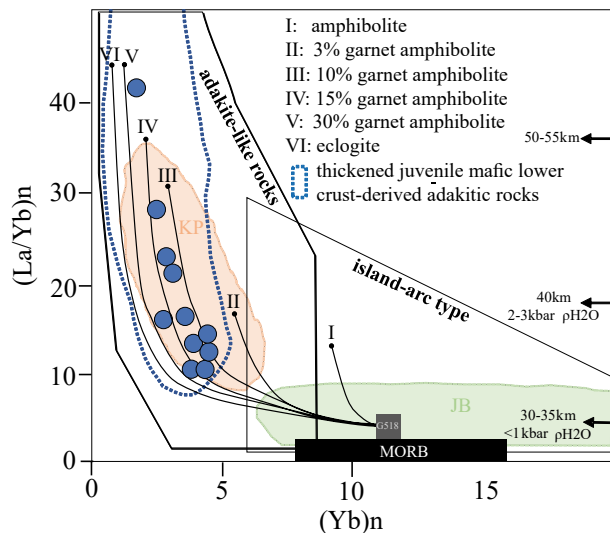 I: amphibolite
II: 3% garnet amphibolite
III: 10% garnet amphibolite
IV: 15% garnet amphibolite
V: 30% garnet amphibolite
VI: eclogite
thickened juvenile mafic lower
crust-derived adakitic rocks
50-55km
40km
2-3kbar ρH2O
30-35km
<1kbar ρH2O
adakite-like rocks
island-arc type
VI
V
IV
III
II
I
KP
JB
G518
MORB
(La/Yb)n
40
30
20
10
0
0
5
10
15
(Yb)n